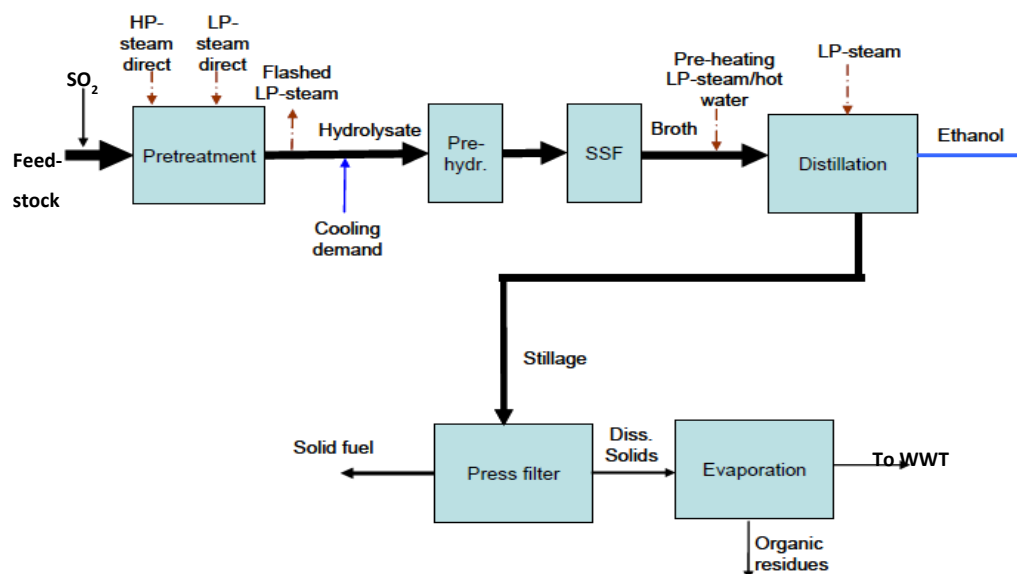 HP-
steam
direct
LP-
steam
direct
SO2
Flashed
LP-steam
Pre-heating
LP-steam/hot
water
LP-steam
Feed-
stock
Pretreatment
Hydrolysate
Cooling
demand
Pre-
hydr.
SSF
Broth
Distillation
Ethanol
Stillage
Solid fuel
Press filter
Diss.
Solids
Evaporation
To WWT
Organic
residues